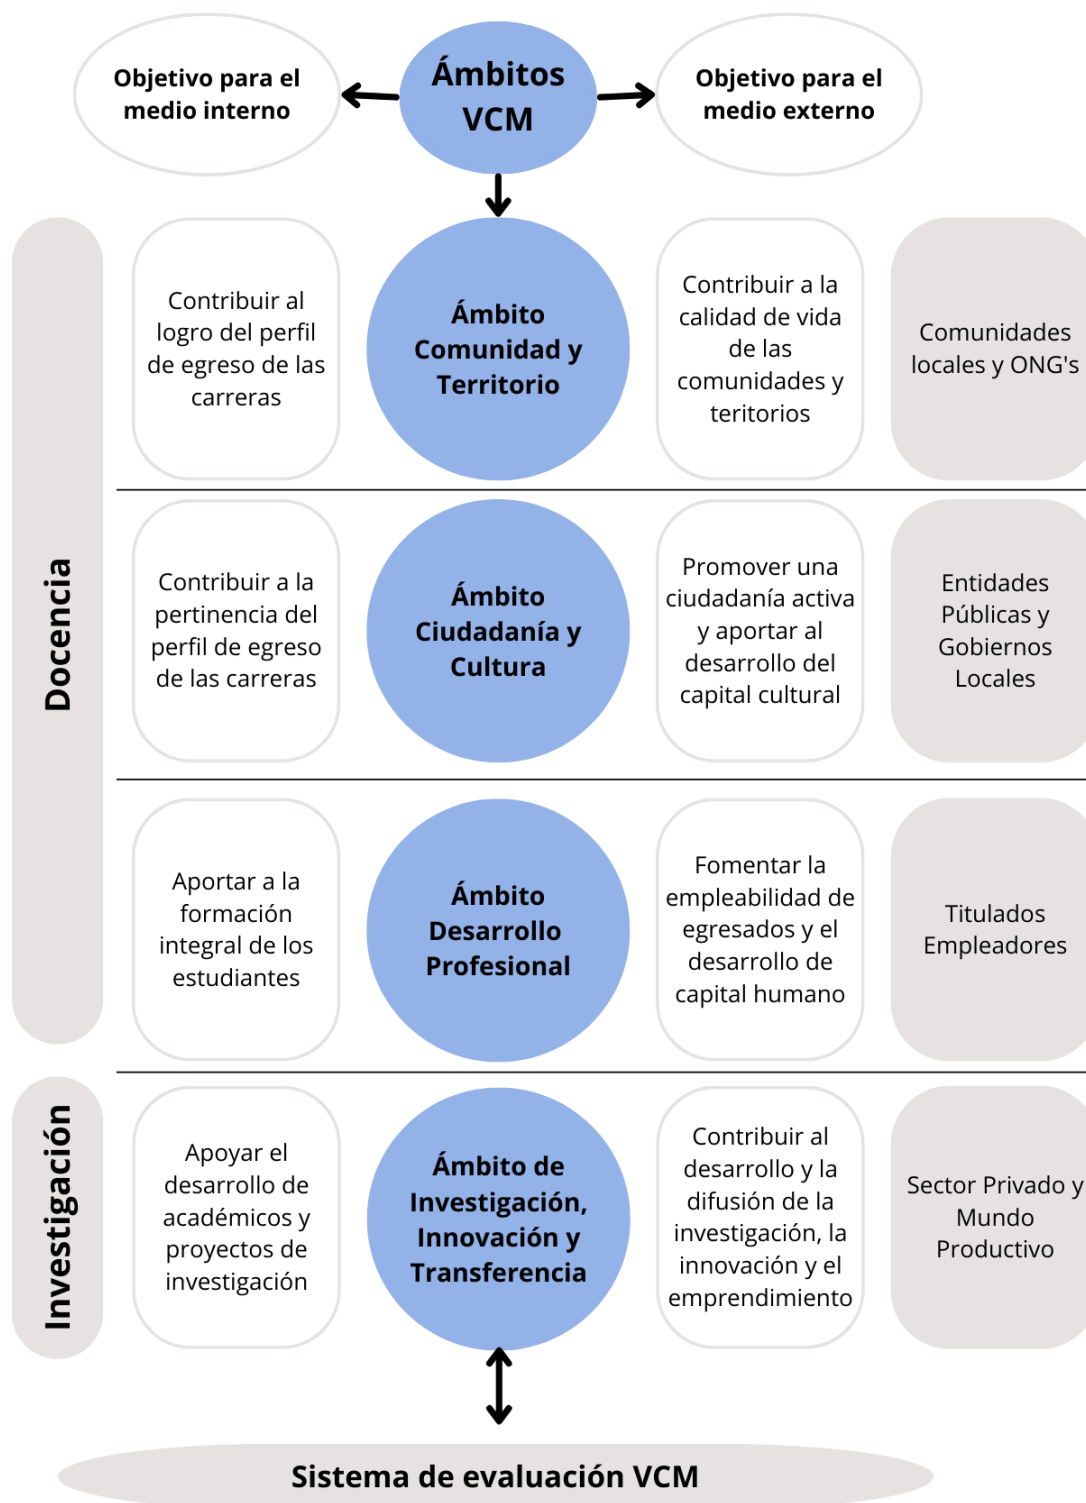 Objetivo para el
medio interno
Ámbitos
VCM
Objetivo para el
medio externo
Docencia
Contribuir al
logro del perfil
de egreso de las
carreras
Ámbito
Comunidad y
Territorio
Contribuir a la
calidad de vida
de las
comunidades y
teritorios
Comunidades
locales y ONG's
Contribuir a la
pertinencia del
perfil de egreso
de las carreras
Ámbito
Ciudadanía y
Cultura
Promover una
ciudadanía activa
y aportar al
desarrollo del
capital cultural
Entidades
Públicas y
Gobiernos
Locales
Aportar a la
formación
integral de los
estudiantes
Ámbito
Desarrollo
Profesional
Fomentar la
empleabilidad de
egresados y el
desarrollo de
capital humano
Titulados
Empleadores
Investigación
Apoyar el
desarrollo de
académicos y
proyectos de
investigación
Ámbito de
Investigación,
Innovación y
Transferencia
Contribuir al
desarrollo y la
difusión de la
investigación, la
innovación y el
emprendimiento
Sector Privado y
Mundo
Productivo
Sistema de evaluación VCM